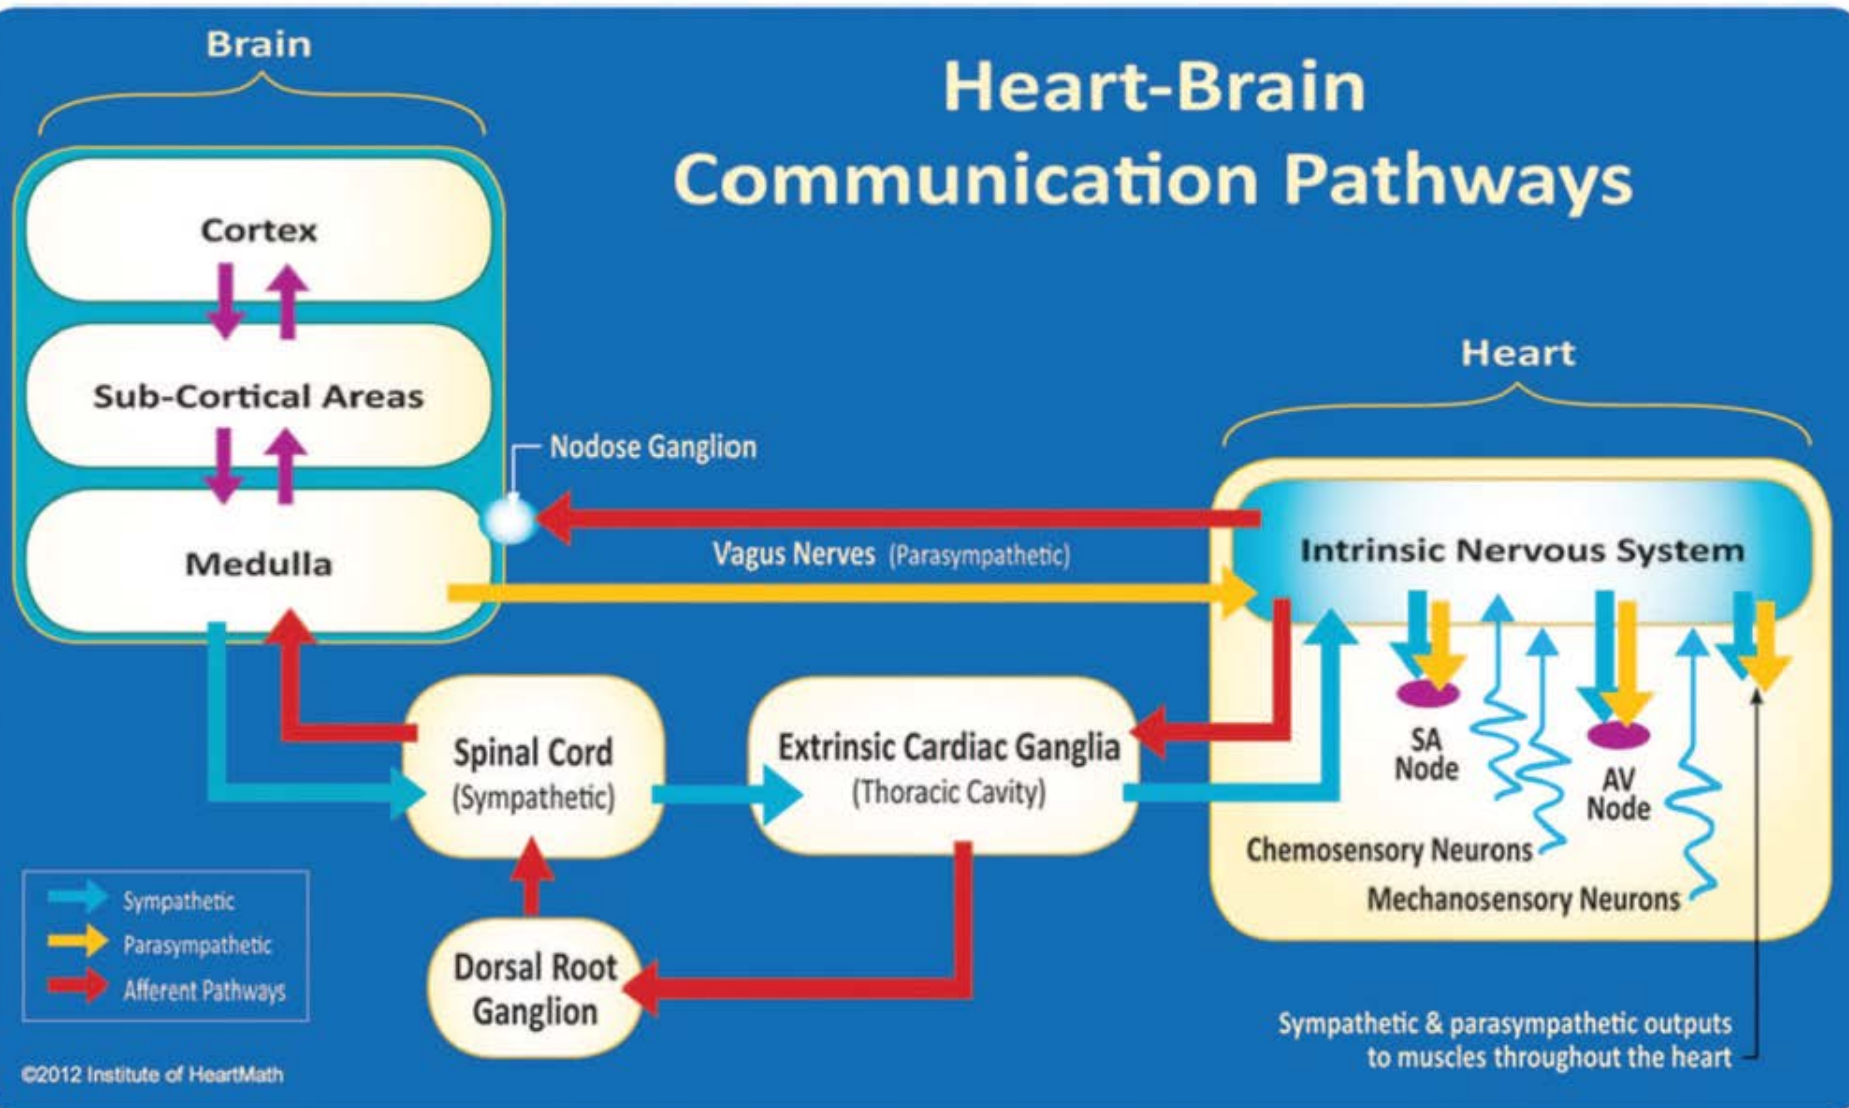 Brain
Heart-Brain
Communication Pathways
Cortex
Sub-Cortical Areas
Medulla
Nodose Ganglion
Vagus Nerves (Parasympathetic)
Heart
Intrinsic Nervous System
SA
Node
AV
Node
Chemosensory Neurons
Mechanosensory Neurons
Spinal Cord
(Sympathetic)
Extrinsic Cardiac Ganglia
(Thoracic Cavity)
Dorsal Root
Ganglion
Sympathetic
Parasympathetic
Afferent Pathways
Sympathetic & parasympathetic outputs
to muscles throughout the heart
©2012 Institute of HeartMath